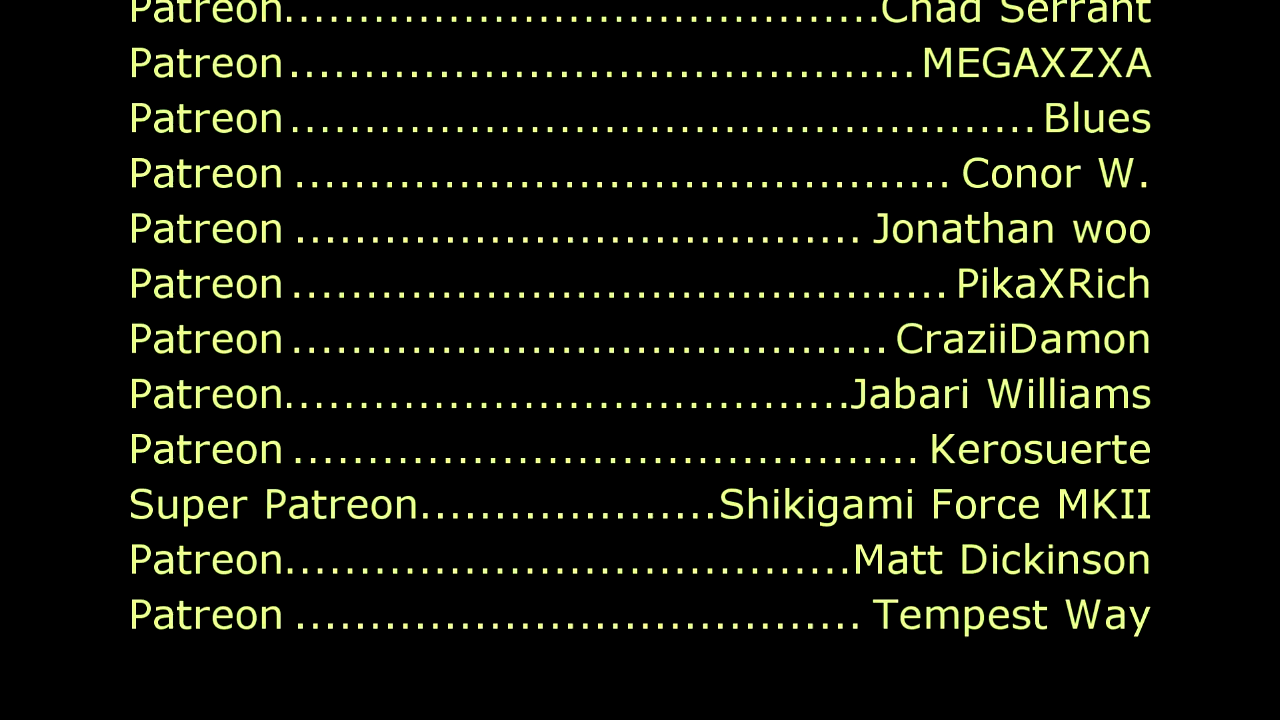 Patreon........................................Chad Serrant
Patreon..........................................MEGAXZXA
Patreon..................................................Blues
Patreon............................................Conor W.
Patreon......................................Jonathan woo
Patreon............................................PikaXRich
Patreon........................................CraziiDamon
Patreon......................................Jabari Williams
Patreon..........................................Kerosuerte
Super Patreon....................Shikigami Force MKII
Patreon......................................Matt Dickinson
Patreon......................................Tempest Way